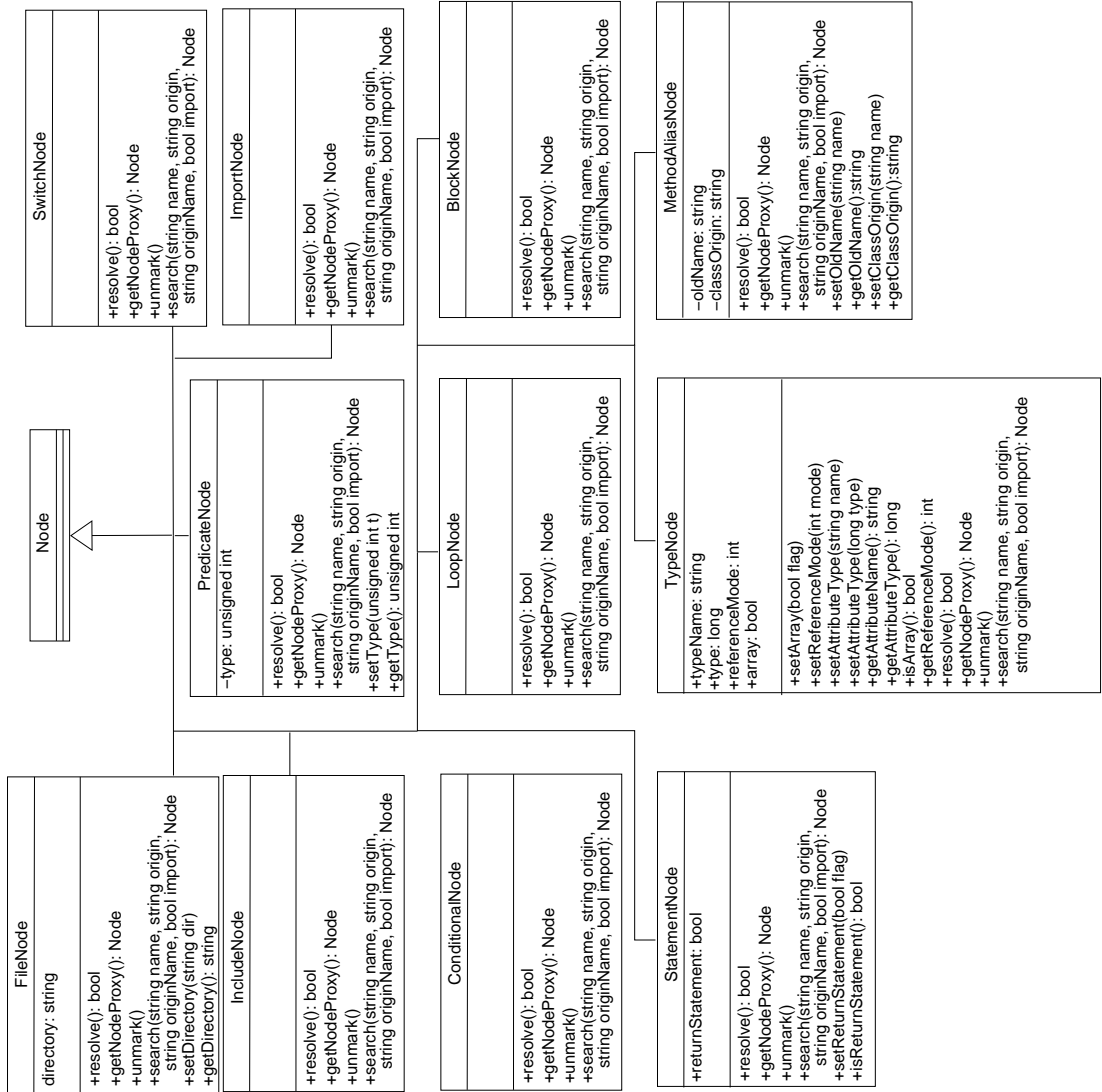 Node
FileNode
directory: string
+resolve(): bool
+getNodeProxy(): Node
+unmark()
+search(string name, string origin,
string originName, bool import): Node
+setDirectory(string dir)
+getDirectory(): string
PredicateNode
−type: unsigned int
+resolve(): bool
+getNodeProxy(): Node
+unmark()
+search(string name, string origin,
string originName, bool import): Node
+setType(unsigned int t)
+getType(): unsigned int
SwitchNode
+resolve(): bool
+getNodeProxy(): Node
+unmark()
+search(string name, string origin,
string originName, bool import): Node
IncludeNode
+resolve(): bool
+getNodeProxy(): Node
+unmark()
+search(string name, string origin,
string originName, bool import): Node
ImportNode
+resolve(): bool
+getNodeProxy(): Node
+unmark()
+search(string name, string origin,
string originName, bool import): Node
ConditionalNode
+resolve(): bool
+getNodeProxy(): Node
+unmark()
+search(string name, string origin,
string originName, bool import): Node
LoopNode
+resolve(): bool
+getNodeProxy(): Node
+unmark()
+search(string name, string origin,
string originName, bool import): Node
BlockNode
+resolve(): bool
+getNodeProxy(): Node
+unmark()
+search(string name, string origin,
string originName, bool import): Node
StatementNode
+returnStatement: bool
+resolve(): bool
+getNodeProxy(): Node
+unmark()
+search(string name, string origin,
string originName, bool import): Node
+setReturnStatement(bool flag)
+isReturnStatement(): bool
TypeNode
+typeName: string
+type: long
+referenceMode: int
+array: bool
+setArray(bool flag)
+setReferenceMode(int mode)
+setAttributeType(string name)
+setAttributeType(long type)
+getAttributeName(): string
+getAttributeType(): long
+isArray(): bool
+getReferenceMode(): int
+resolve(): bool
+getNodeProxy(): Node
+unmark()
+search(string name, string origin,
string originName, bool import): Node
MethodAliasNode
−oldName: string
−classOrigin: string
+resolve(): bool
+getNodeProxy(): Node
+unmark()
+search(string name, string origin,
string originName, bool import): Node
+setOldName(string name)
+getOldName():string
+setClassOrigin(string name)
+getClassOrigin():string